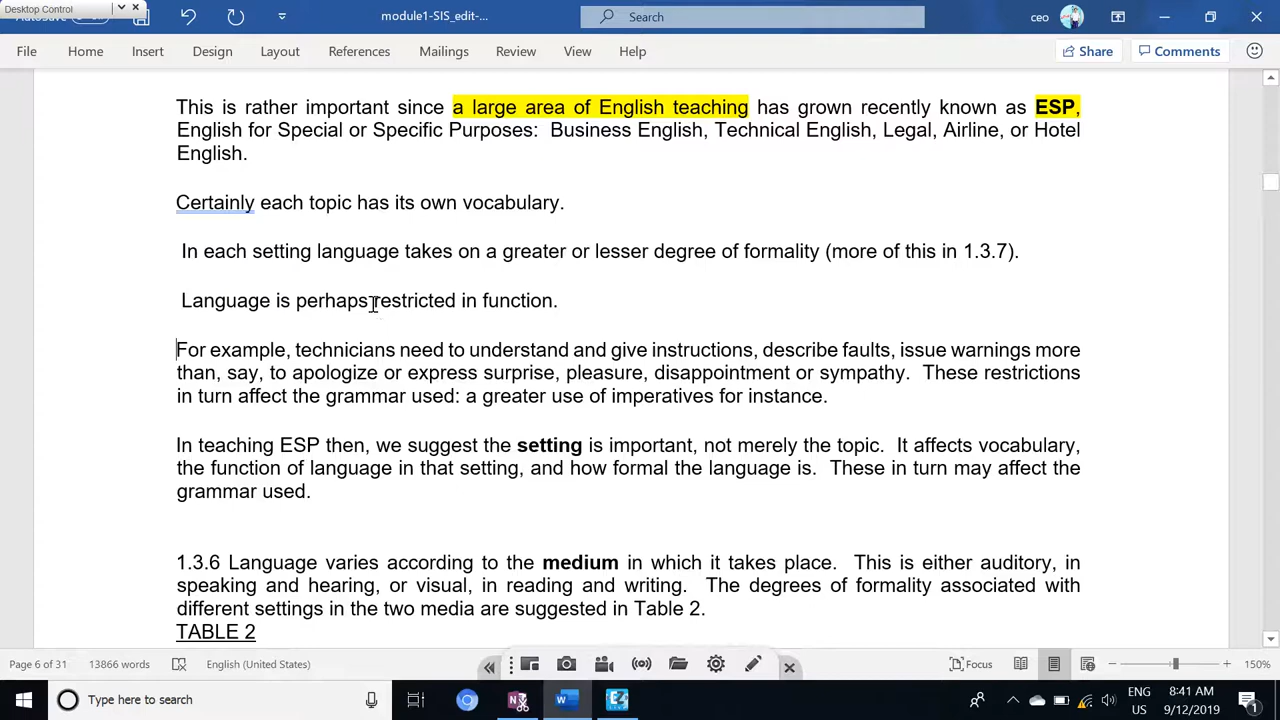 Desktop Control
AutoSave
module1-SIS_edit-...
Search
ceo
File Home Insert Design Layout References Mailings Review View Help
Share
Comments
This is rather important since a large area of English teaching has grown recently known as ESP,
English for Special or Specific Purposes: Business English, Technical English, Legal, Airline, or Hotel
English.
Certainly each topic has its own vocabulary.
In each setting language takes on a greater or lesser degree of formality (more of this in 1.3.7).
Language is perhaps restricted in function.
For example, technicians need to understand and give instructions, describe faults, issue warnings more
than, say, to apologize or express surprise, pleasure, disappointment or sympathy. These restrictions
in turn affect the grammar used: a greater use of imperatives for instance.
In teaching ESP then, we suggest the setting is important, not merely the topic. It affects vocabulary,
the function of language in that setting, and how formal the language is. These in turn may affect the
grammar used.
1.3.6 Language varies according to the medium in which it takes place. This is either auditory, in
speaking and hearing, or visual, in reading and writing. The degrees of formality associated with
different settings in the two media are suggested in Table 2.
TABLE 2
Page 6 of 31 13866 words English (United States)
Focus
150%
Type here to search
ENG
US
8:41 AM
9/12/2019